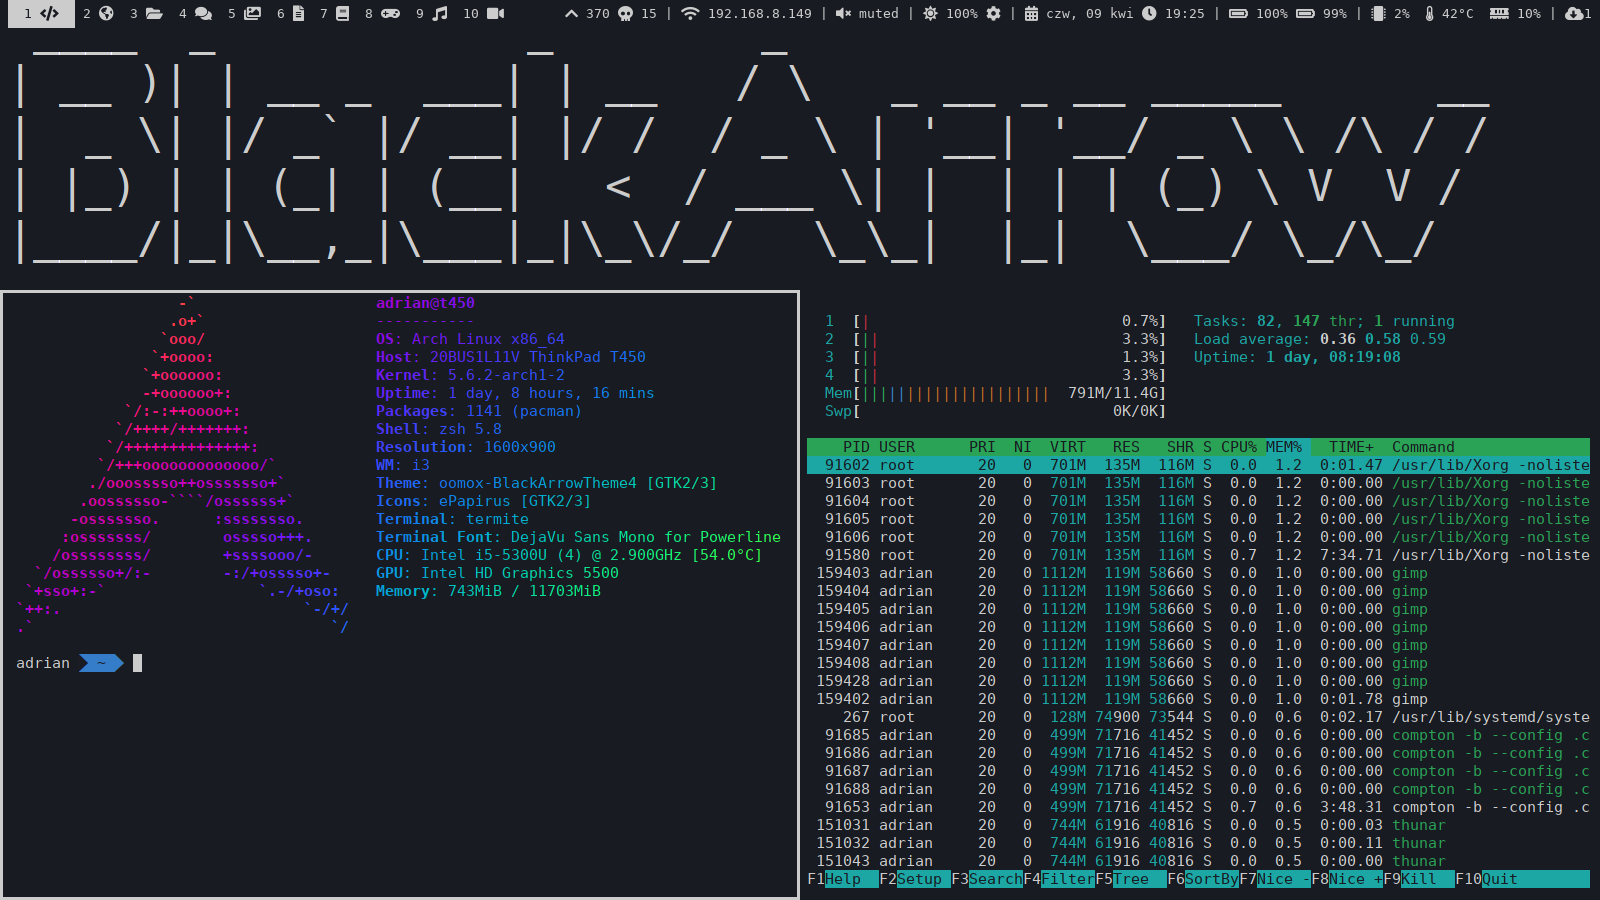 1 2 3 4 5 6 7 8 9 10 370 15 | 192.168.8.149 | muted | 100% | czw, 09 kwi 19:25 | 100% 99% | 2% 42°C 10% | 1
BlackArrow
adrian@t450
-----------
OS: Arch Linux x86_64
Host: 20BUS1L11V ThinkPad T450
Kernel: 5.6.2-arch1-2
Uptime: 1 day, 8 hours, 16 mins
Packages: 1141 (pacman)
Shell: zsh 5.8
Resolution: 1600x900
WM: i3
Theme: oomox-BlackArrowTheme4 [GTK2/3]
Icons: ePapirus [GTK2/3]
Terminal: termite
Terminal Font: DejaVu Sans Mono for Powerline
CPU: Intel i5-5300U (4) @ 2.900GHz [54.0°C]
GPU: Intel HD Graphics 5500
Memory: 743MiB / 11703MiB
adrian ~
1 [| 0.7%] Tasks: 82, 147 thr; 1 running
2 [|| 3.3%] Load average: 0.36 0.58 0.59
3 [|| 1.3%] Uptime: 1 day, 08:19:08
4 [|| 3.3%]
Mem[||||||||||||||||||||| 791M/11.4G]
Swp[ 0K/0K]
PID USER PRI NI VIRT RES SHR S CPU% MEM% TIME+ Command
91602 root 20 0 701M 135M 116M S 0.0 1.2 0:01.47 /usr/lib/Xorg -noliste
91603 root 20 0 701M 135M 116M S 0.0 1.2 0:00.00 /usr/lib/Xorg -noliste
91604 root 20 0 701M 135M 116M S 0.0 1.2 0:00.00 /usr/lib/Xorg -noliste
91605 root 20 0 701M 135M 116M S 0.0 1.2 0:00.00 /usr/lib/Xorg -noliste
91606 root 20 0 701M 135M 116M S 0.0 1.2 0:00.00 /usr/lib/Xorg -noliste
91580 root 20 0 701M 135M 116M S 0.7 1.2 7:34.71 /usr/lib/Xorg -noliste
159403 adrian 20 0 1112M 119M 58660 S 0.0 1.0 0:00.00 gimp
159404 adrian 20 0 1112M 119M 58660 S 0.0 1.0 0:00.00 gimp
159405 adrian 20 0 1112M 119M 58660 S 0.0 1.0 0:00.00 gimp
159406 adrian 20 0 1112M 119M 58660 S 0.0 1.0 0:00.00 gimp
159407 adrian 20 0 1112M 119M 58660 S 0.0 1.0 0:00.00 gimp
159408 adrian 20 0 1112M 119M 58660 S 0.0 1.0 0:00.00 gimp
159428 adrian 20 0 1112M 119M 58660 S 0.0 1.0 0:00.00 gimp
159402 adrian 20 0 1112M 119M 58660 S 0.0 1.0 0:01.78 gimp
267 root 20 0 128M 74900 73544 S 0.0 0.6 0:02.17 /usr/lib/systemd/syste
91685 adrian 20 0 499M 71716 41452 S 0.0 0.6 0:00.00 compton -b --config .c
91686 adrian 20 0 499M 71716 41452 S 0.0 0.6 0:00.00 compton -b --config .c
91687 adrian 20 0 499M 71716 41452 S 0.0 0.6 0:00.00 compton -b --config .c
91688 adrian 20 0 499M 71716 41452 S 0.0 0.6 0:00.00 compton -b --config .c
91653 adrian 20 0 499M 71716 41452 S 0.7 0.6 3:48.31 compton -b --config .c
151031 adrian 20 0 744M 61916 40816 S 0.0 0.5 0:00.03 thunar
151032 adrian 20 0 744M 61916 40816 S 0.0 0.5 0:00.11 thunar
151043 adrian 20 0 744M 61916 40816 S 0.0 0.5 0:00.00 thunar
F1Help F2Setup F3SearchF4FilterF5Tree F6SortByF7Nice -F8Nice +F9Kill F10Quit